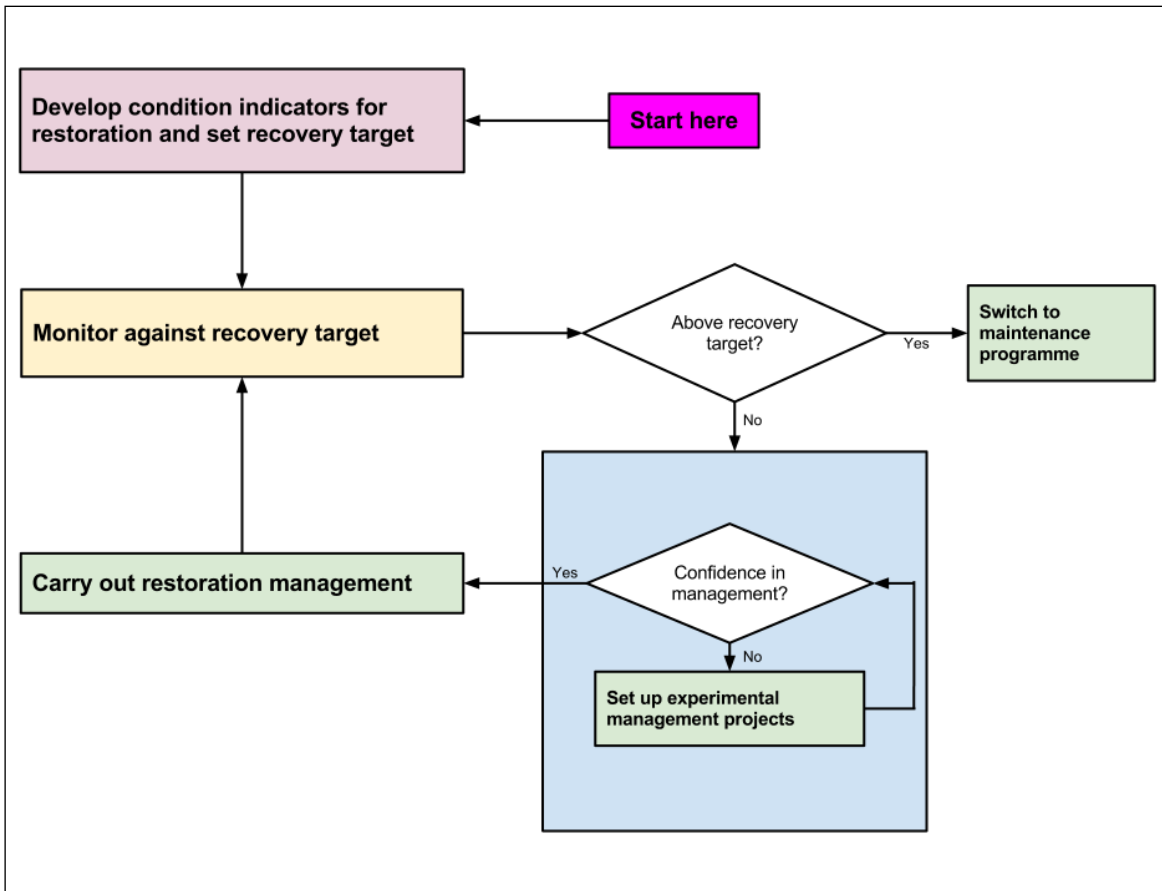 Develop condition indicators for
restoration and set recovery target
Start here
Monitor against recovery target
Above recovery
target?
Yes
Switch to
maintenance
programme
No
Carry out restoration management
Yes
Confidence in
management?
No
Set up experimental
management projects